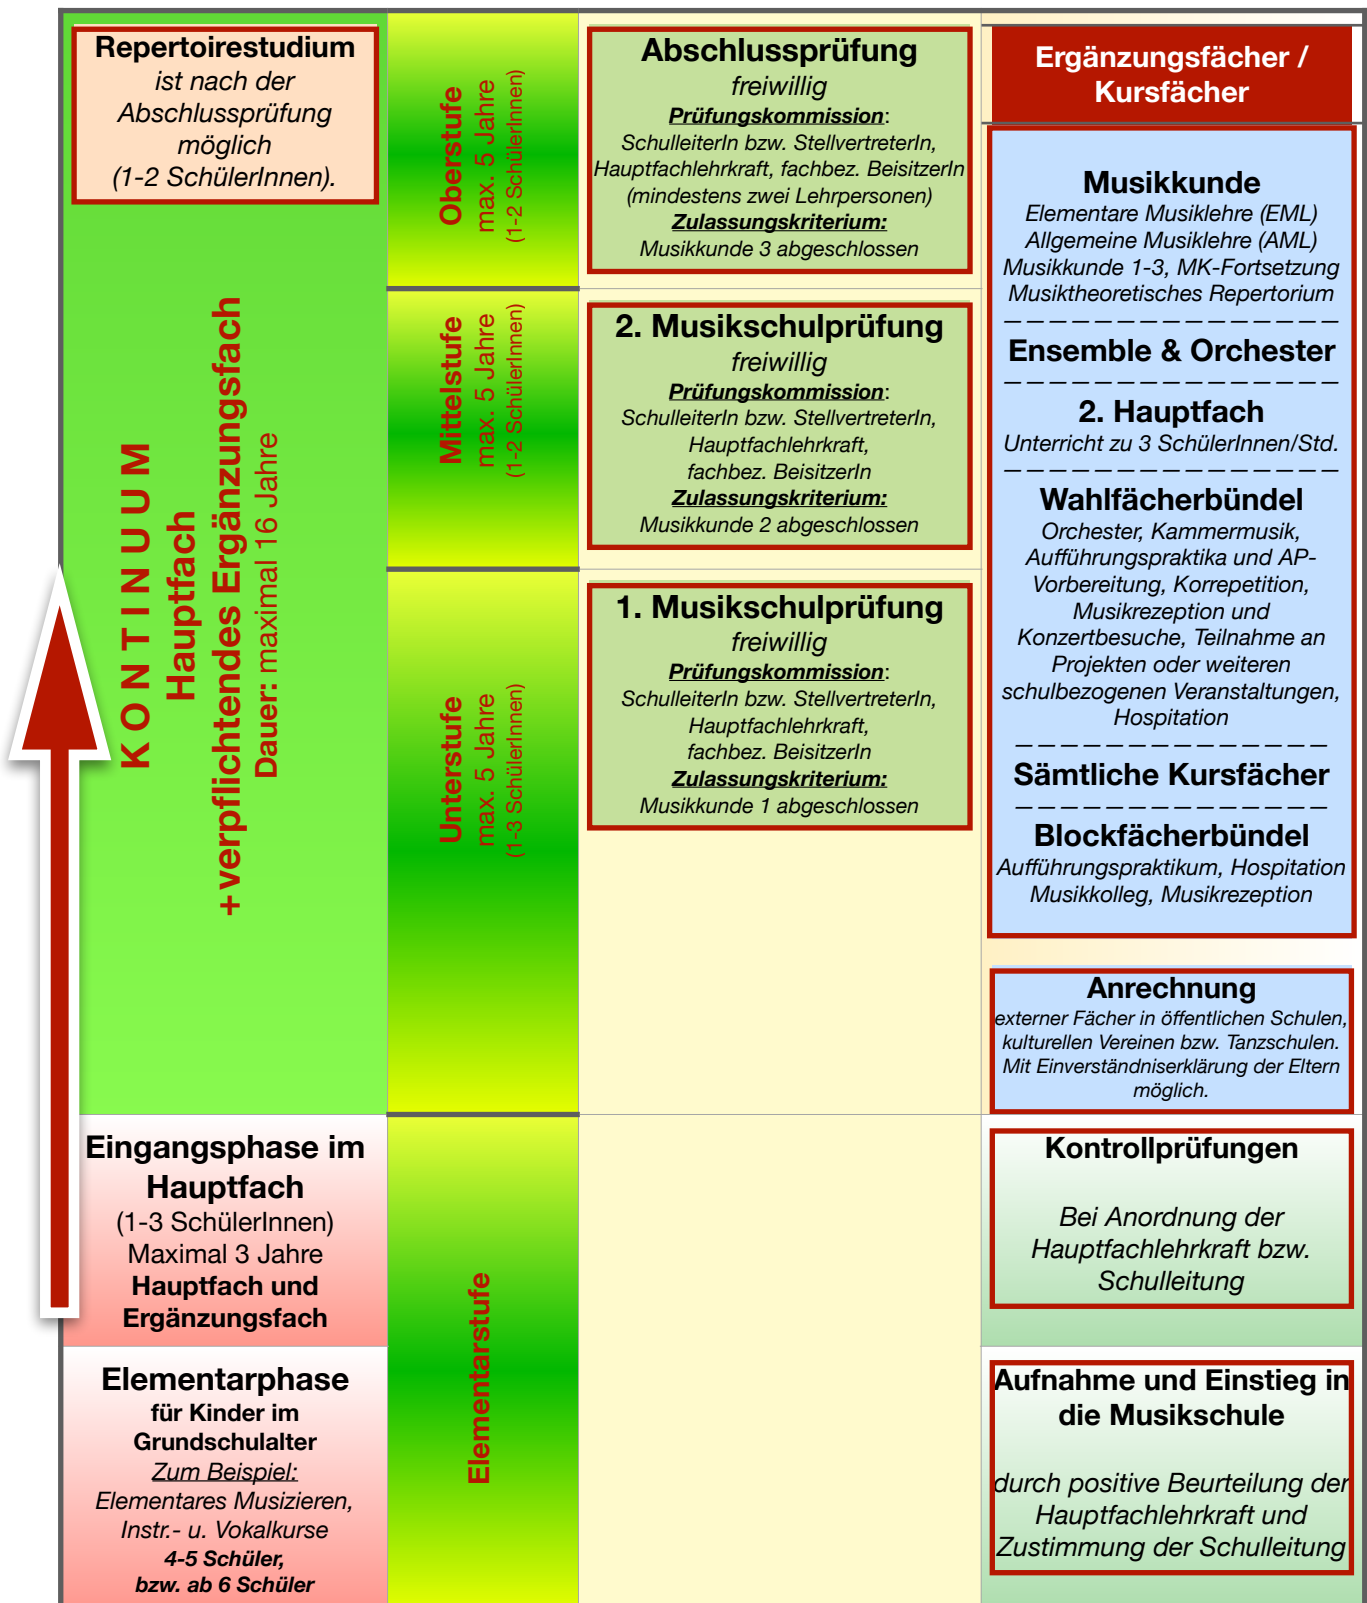 Repertoirestudium
ist nach der
Abschlussprüfung
möglich
(1-2 SchülerInnen).
KONTINUUM
Hauptfach
+ verpflichtendes Ergänzungsfach
Dauer: maximal 16 Jahre
Eingangsphase im
Hauptfach
(1-3 SchülerInnen)
Maximal 3 Jahre
Hauptfach und
Ergänzungsfach
Elementarphase
für Kinder im
Grundschulalter
Zum Beispiel:
Elementares Musizieren,
Instr.- u. Vokalkurse
4-5 Schüler,
bzw. ab 6 Schüler
Oberstufe
max. 5 Jahre
(1-2 SchülerInnen)
Mittelstufe
max. 5 Jahre
(1-2 SchülerInnen)
Unterstufe
max. 5 Jahre
(1-3 SchülerInnen)
Elementarstufe
Abschlussprüfung
freiwillig
Prüfungskommission:
SchulleiterIn bzw. StellvertreterIn,
Hauptfachlehrkraft, fachbez. BeisitzerIn
(mindestens zwei Lehrpersonen)
Zulassungskriterium:
Musikkunde 3 abgeschlossen
2. Musikschulprüfung
freiwillig
Prüfungskommission:
SchulleiterIn bzw. StellvertreterIn,
Hauptfachlehrkraft,
fachbez. BeisitzerIn
Zulassungskriterium:
Musikkunde 2 abgeschlossen
1. Musikschulprüfung
freiwillig
Prüfungskommission:
SchulleiterIn bzw. StellvertreterIn,
Hauptfachlehrkraft,
fachbez. BeisitzerIn
Zulassungskriterium:
Musikkunde 1 abgeschlossen
Ergänzungsfächer /
Kursfächer
Musikkunde
Elementare Musiklehre (EML)
Allgemeine Musiklehre (AML)
Musikkunde 1-3, MK-Fortsetzung
Musiktheoretisches Repertorium
Ensemble & Orchester
2. Hauptfach
Unterricht zu 3 SchülerInnen/Std.
Wahlfächerbündel
Orchester, Kammermusik,
Aufführungspraktika und AP-
Vorbereitung, Korrepetition,
Musikrezeption und
Konzertbesuche, Teilnahme an
Projekten oder weiteren
schulbezogenen Veranstaltungen,
Hospitation
Sämtliche Kursfächer
Blockfächerbündel
Aufführungspraktikum, Hospitation
Musikkolleg, Musikrezeption
Anrechnung
externer Fächer in öffentlichen Schulen,
kulturellen Vereinen bzw. Tanzschulen.
Mit Einverständniserklärung der Eltern
möglich.
Kontrollprüfungen
Bei Anordnung der
Hauptfachlehrkraft bzw.
Schulleitung
Aufnahme und Einstieg in
die Musikschule
durch positive Beurteilung der
Hauptfachlehrkraft und
Zustimmung der Schulleitung